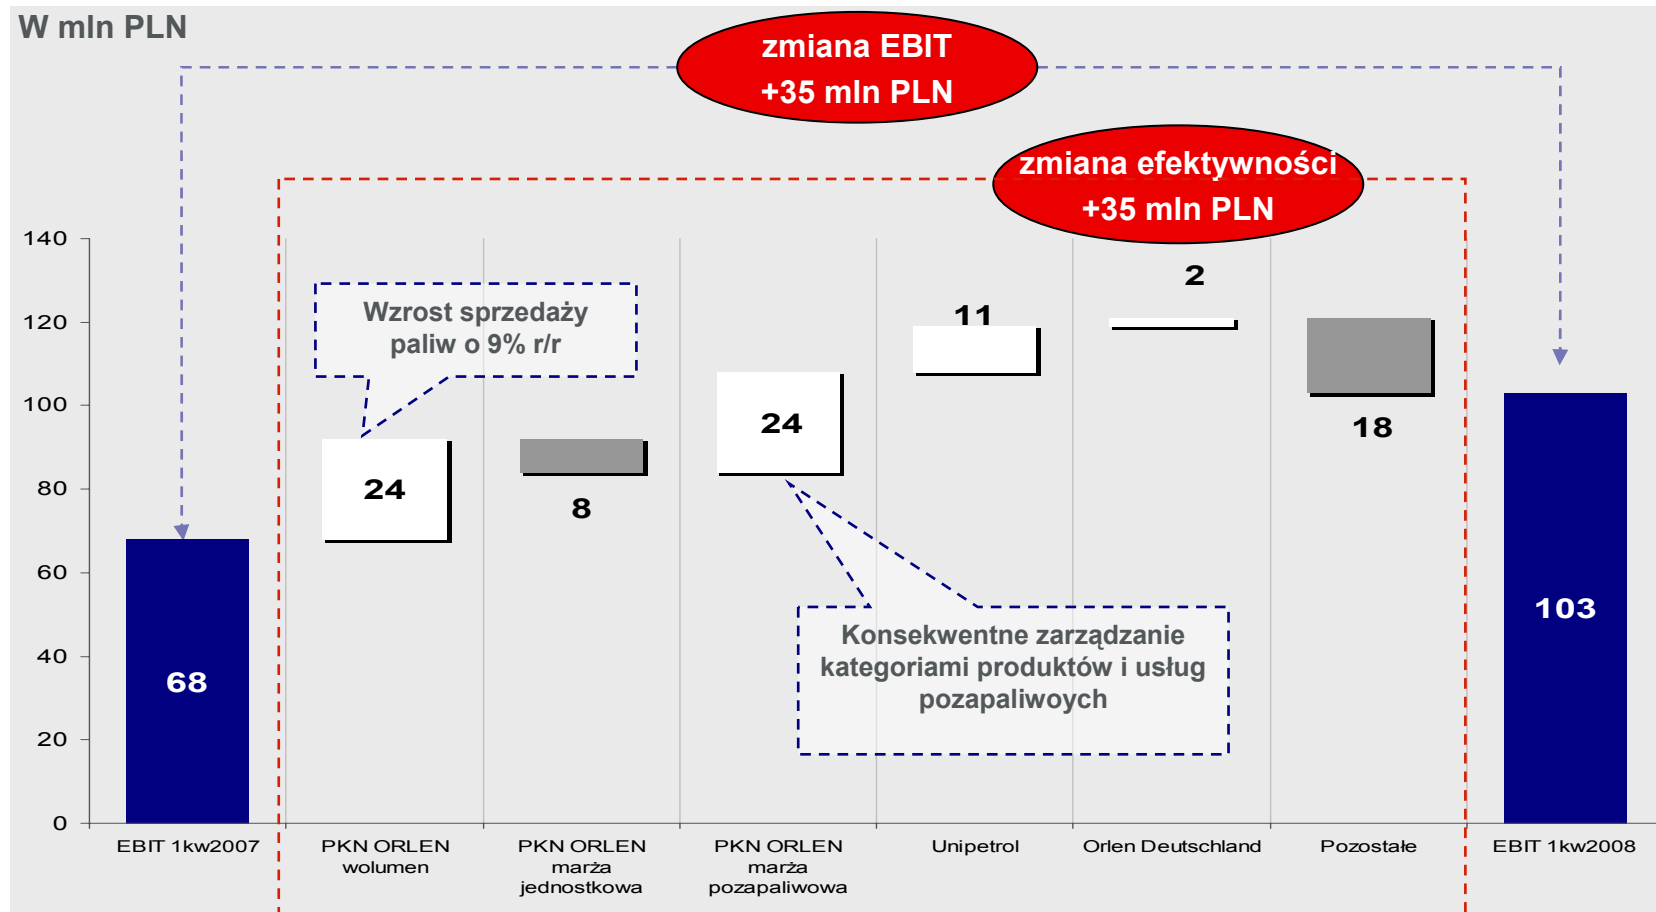 W mln PLN
zmiana EBIT
+35 mln PLN
zmiana efektywności
+35 mln PLN
140
120
100
80
60
40
20
0
Wzrost sprzedaży
paliw o 9% r/r
Konsekwentne zarządzanie
kategoriami produktów i usług
pozapaliwoych
68
24
8
24
11
2
18
103
EBIT 1kw2007
PKN ORLEN
wolumen
PKN ORLEN
marża
jednostkowa
PKN ORLEN
marża
pozapaliwowa
Unipetrol
Orlen Deutschland
Pozostałe
EBIT 1kw2008